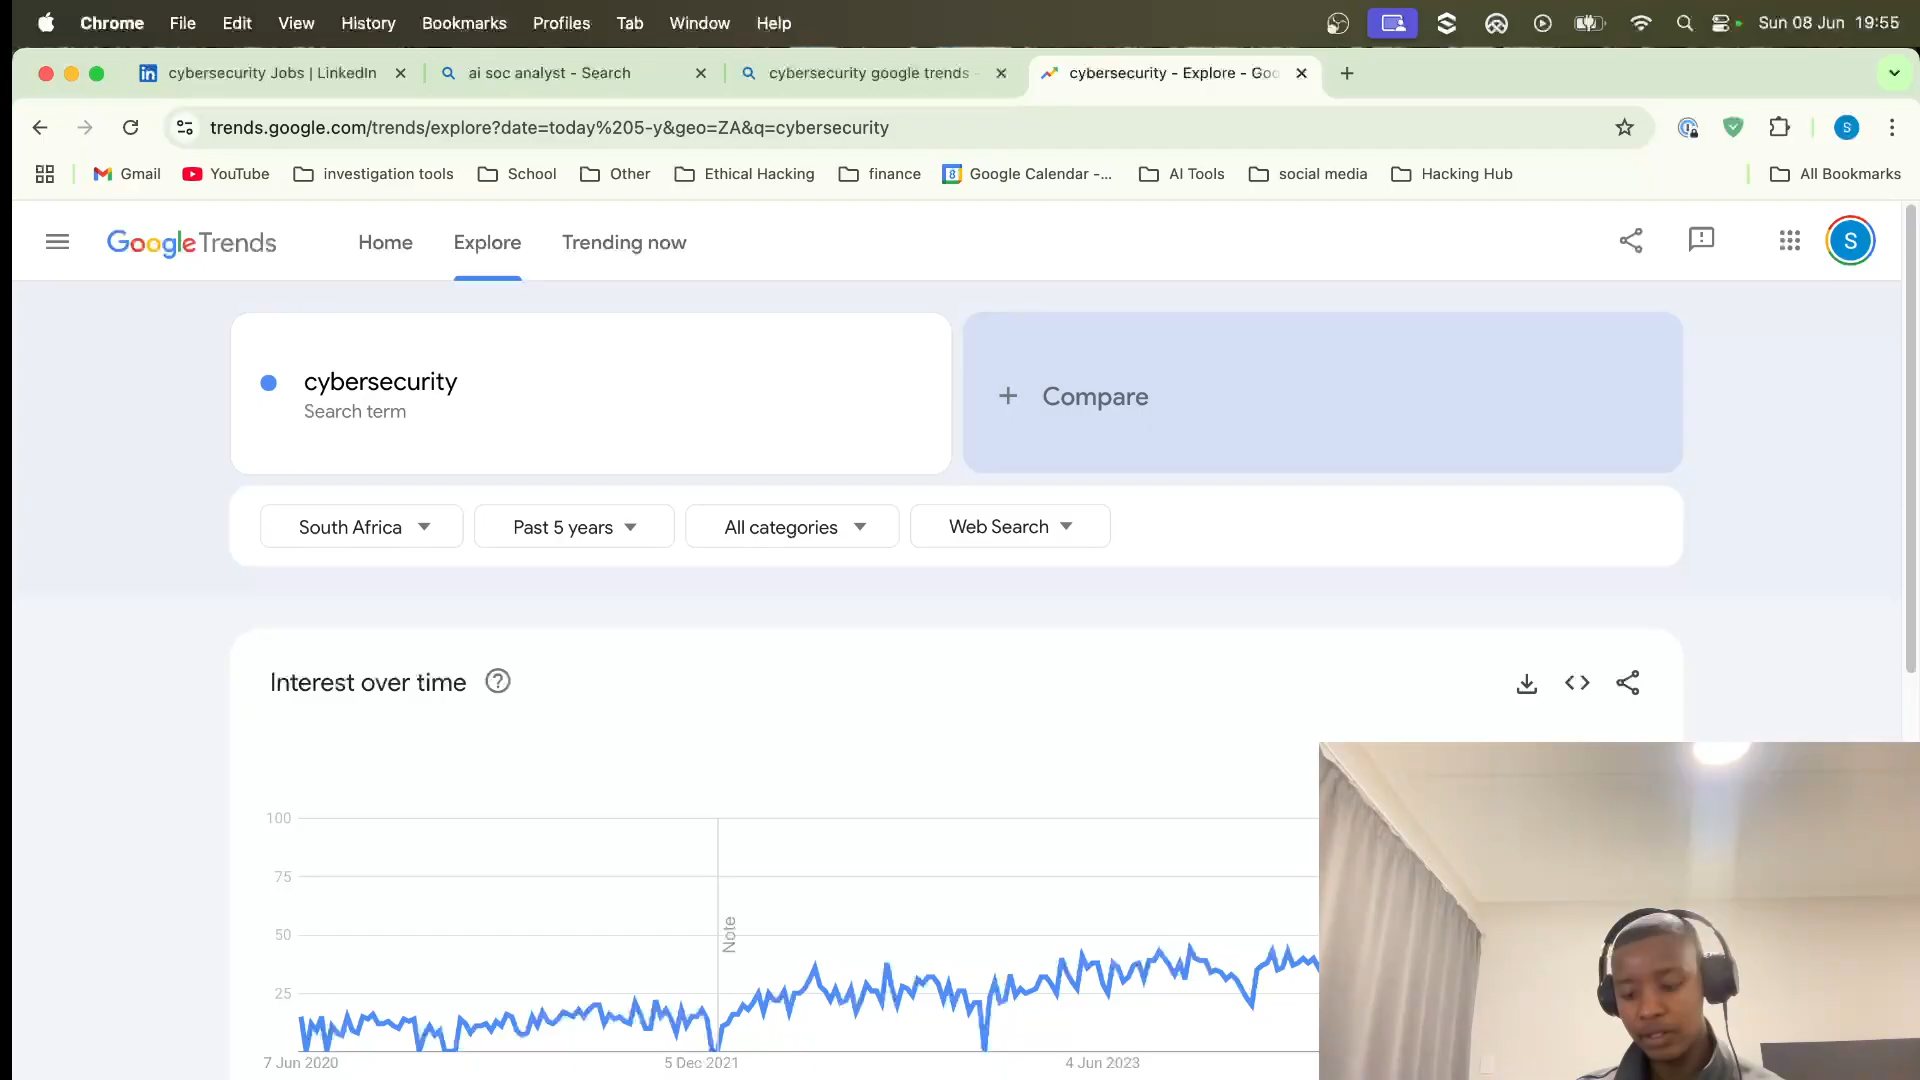 Chrome File Edit View History Bookmarks Profiles Tab Window Help Sun 08 Jun 19:55
cybersecurity Jobs | LinkedIn ai soc analyst - Search cybersecurity google trends - cybersecurity - Explore - Goo
trends.google.com/trends/explore?date=today%205-y&geo=ZA&q=cybersecurity S
Gmail YouTube investigation tools School Other Ethical Hacking finance 8 Google Calendar -... AI Tools social media Hacking Hub All Bookmarks
Google Trends Home Explore Trending now S
cybersecurity
Search term
+ Compare
South Africa Past 5 years All categories Web Search
Interest over time ?
100
75
50
25
Note
7 Jun 2020 5 Dec 2021 4 Jun 2023